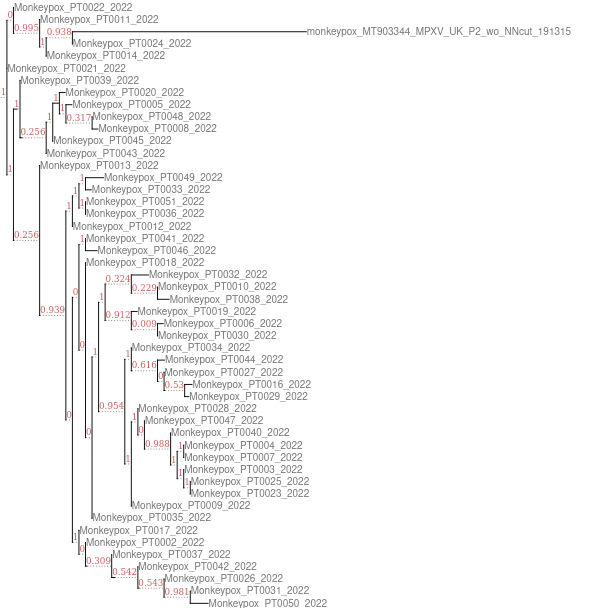 0 Monkeypox_PT0022_2022
0.995 Monkeypox_PT0011_2022
0.938 monkeypox_MT903344_MPXV_UK_P2_wo_NNcut_191315
1 Monkeypox_PT0024_2022
Monkeypox_PT0014_2022
Monkeypox_PT0021_2022
Monkeypox_PT0039_2022
1 1 1 Monkeypox_PT0020_2022
1 Monkeypox_PT0005_2022
1 0.317 Monkeypox_PT0048_2022
0.256 Monkeypox_PT0008_2022
Monkeypox_PT0045_2022
Monkeypox_PT0043_2022
1 Monkeypox_PT0013_2022
1 Monkeypox_PT0049_2022
1 Monkeypox_PT0033_2022
1 1 Monkeypox_PT0051_2022
1 Monkeypox_PT0036_2022
Monkeypox_PT0012_2022
0.256 1 Monkeypox_PT0041_2022
Monkeypox_PT0046_2022
Monkeypox_PT0018_2022
0.324 Monkeypox_PT0032_2022
0.229 Monkeypox_PT0010_2022
0 1 Monkeypox_PT0038_2022
0.939 0.912 Monkeypox_PT0019_2022
0.009 Monkeypox_PT0006_2022
Monkeypox_PT0030_2022
0 1 1 Monkeypox_PT0034_2022
0.616 Monkeypox_PT0044_2022
0 Monkeypox_PT0027_2022
0.53 Monkeypox_PT0016_2022
Monkeypox_PT0029_2022
0.954 Monkeypox_PT0028_2022
0 1 Monkeypox_PT0047_2022
0 0 Monkeypox_PT0040_2022
0.988 1 Monkeypox_PT0004_2022
1 1 Monkeypox_PT0007_2022
Monkeypox_PT0003_2022
1 1 Monkeypox_PT0025_2022
Monkeypox_PT0023_2022
Monkeypox_PT0009_2022
Monkeypox_PT0035_2022
1 Monkeypox_PT0017_2022
0 Monkeypox_PT0002_2022
0.309 Monkeypox_PT0037_2022
0.542 Monkeypox_PT0042_2022
0.543 Monkeypox_PT0026_2022
0.981 Monkeypox_PT0031_2022
Monkeypox_PT0050_2022